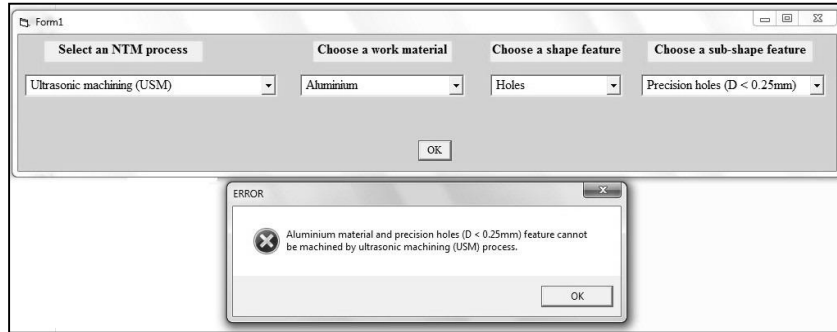 Form1
Select an NTM process Choose a work material Choose a shape feature Choose a sub-shape feature
Ultrasonic machining (USM) Aluminium Holes Precision holes (D < 0.25mm)
OK
ERROR
Aluminium material and precision holes (D < 0.25mm) feature cannot
be machined by ultrasonic machining (USM) process.
OK